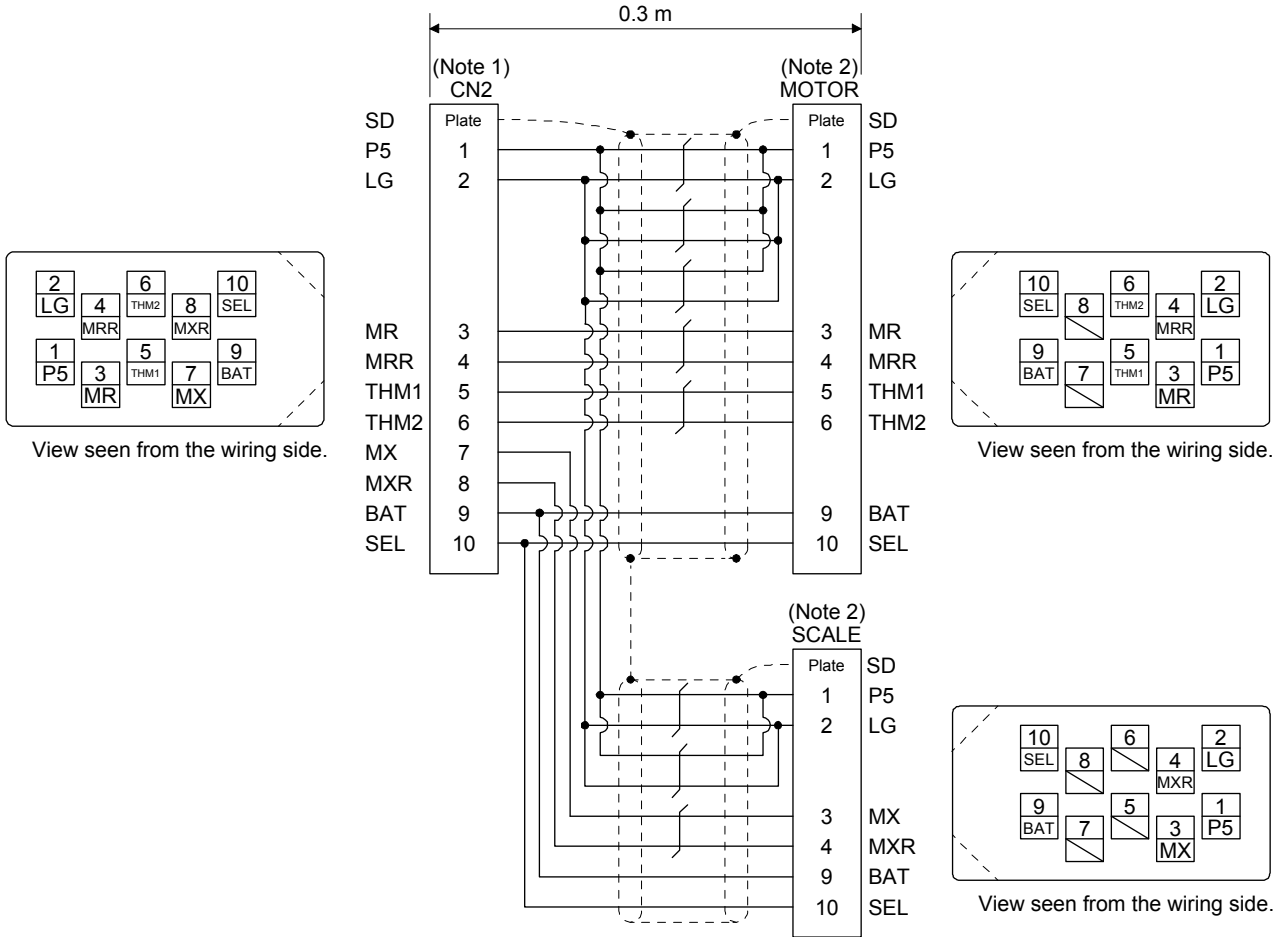 0.3 m
(Note 1)
CN2
(Note 2)
MOTOR
SD Plate Plate SD
P5 1 1 P5
LG 2 2 LG
MR 3 3 MR
MRR 4 4 MRR
THM1 5 5 THM1
THM2 6 6 THM2
MX 7
MXR 8
BAT 9 9 BAT
SEL 10 10 SEL
2 6 10
LG 4 THM2 8 SEL
MRR MXR
1 5 9
P5 3 THM1 7 BAT
MR MX
View seen from the wiring side.
10 6 2
SEL 8 THM2 4 LG
MRR
9 5 1
BAT 7 THM1 3 P5
MR
View seen from the wiring side.
(Note 2)
SCALE
Plate SD
1 P5
2 LG
3 MX
4 MXR
9 BAT
10 SEL
10 6 2
SEL 8 4 LG
MXR
9 5 1
BAT 7 3 P5
MX
View seen from the wiring side.